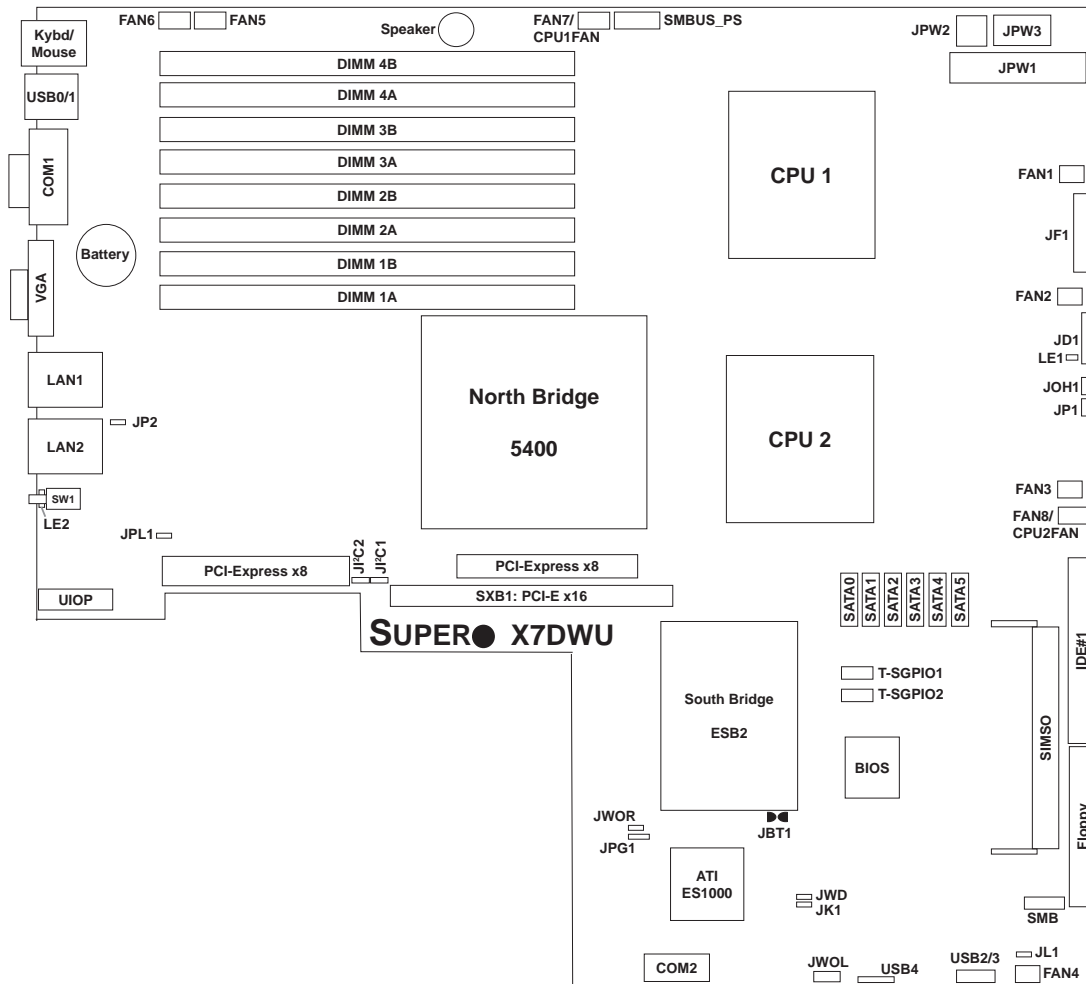 FAN6
FAN5
Speaker
FAN7/
CPU1FAN
SMBUS_PS
JPW2
JPW3
JPW1
Kybd/
Mouse
USB0/1
COM1
Battery
VGA
LAN1
JP2
LAN2
SW1
LE2
JPL1
UIOP
DIMM 4B
DIMM 4A
DIMM 3B
DIMM 3A
DIMM 2B
DIMM 2A
DIMM 1B
DIMM 1A
CPU 1
FAN1
JF1
FAN2
JD1
LE1
JOH1
JP1
North Bridge
5400
CPU 2
FAN3
FAN8/
CPU2FAN
PCI-Express x8
JI²C2
JI²C1
PCI-Express x8
SXB1: PCI-E x16
SUPER X7DWU
SATA0
SATA1
SATA2
SATA3
SATA4
SATA5
IDE#1
T-SGPIO1
T-SGPIO2
South Bridge
ESB2
SIMSO
BIOS
JWOR
JPG1
JBT1
Floppy
ATI
ES1000
JWD
JK1
SMB
COM2
JWOL
USB4
USB2/3
JL1
FAN4